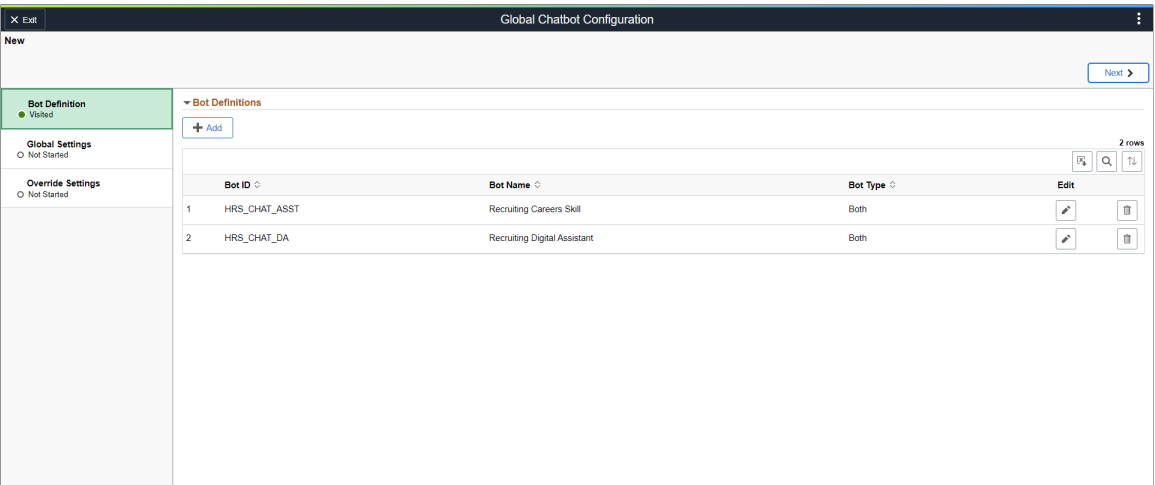 Exit
Global Chatbot Configuration
New
Next
Bot Definition
Visited
Global Settings
Not Started
Override Settings
Not Started
Bot Definitions
Add
2 rows
Bot ID Bot Name Bot Type Edit
1 HRS_CHAT_ASST Recruiting Careers Skill Both
2 HRS_CHAT_DA Recruiting Digital Assistant Both